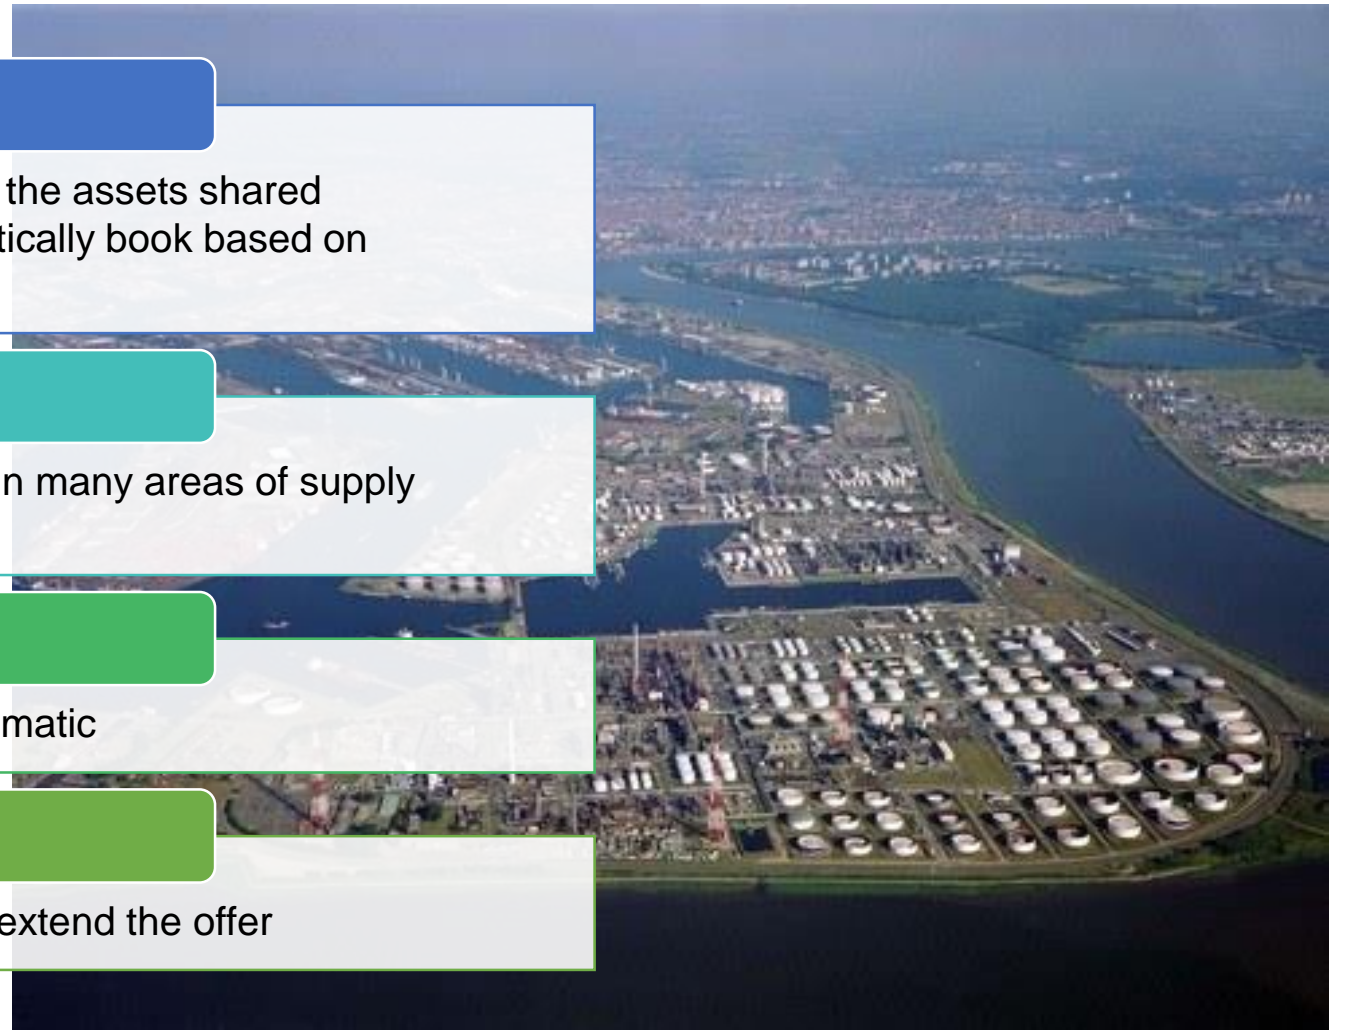 the assets shared
tically book based on
n many areas of supply
matic
extend the offer